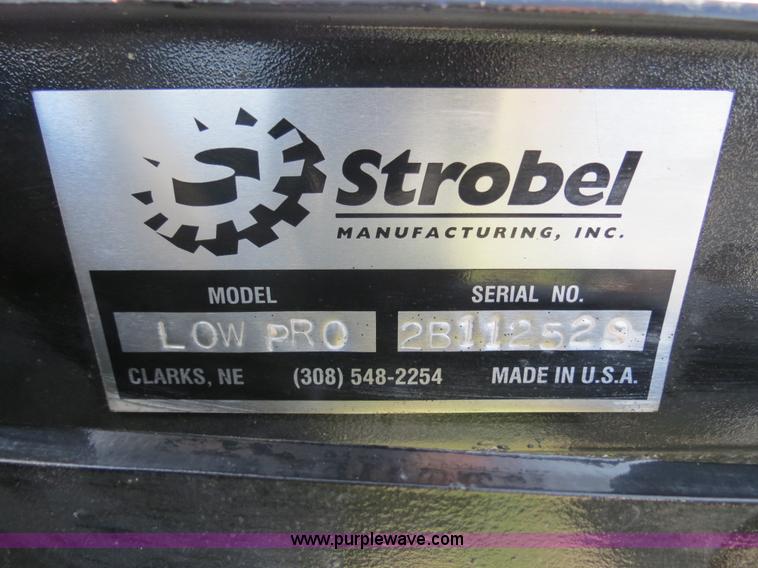 Strobel
MANUFACTURING, INC.
MODEL
SERIAL NO.
LOW PRO
2B112529
CLARKS, NE (308) 548-2254 MADE IN U.S.A.
www.purplewave.com